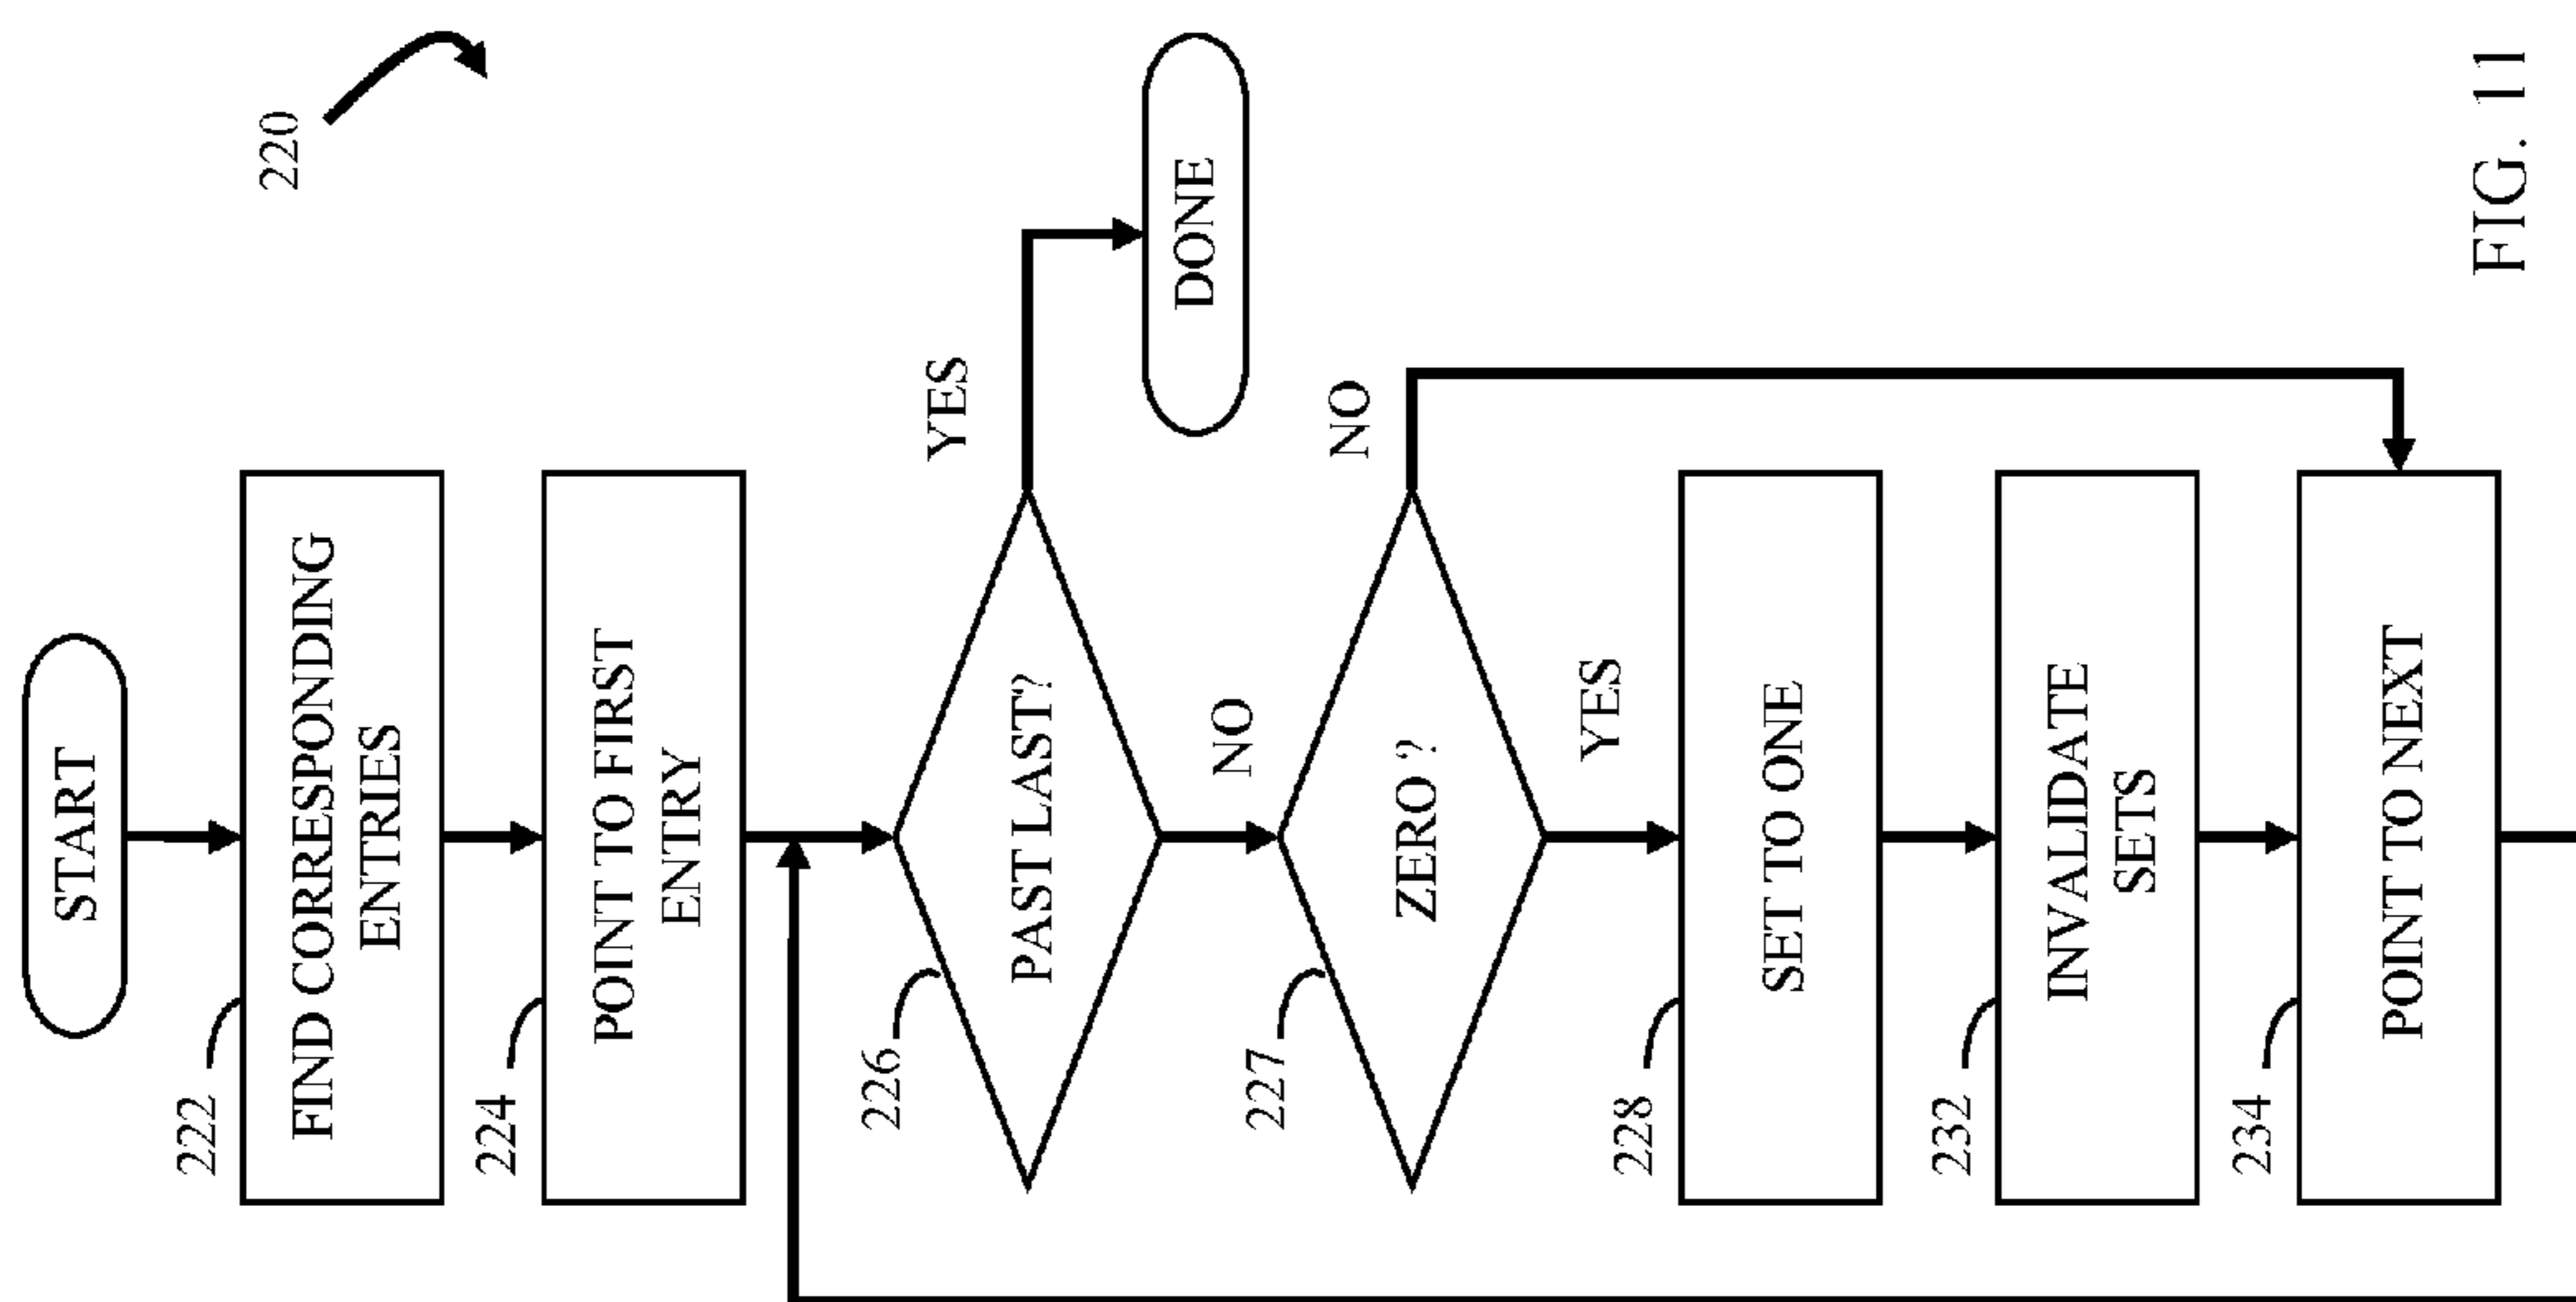 220
START
222
FIND CORRESPONDING
ENTRIES
224
POINT TO FIRST
ENTRY
226
PAST LAST?
YES
DONE
NO
227
ZERO ?
NO
YES
228
SET TO ONE
232
INVALIDATE
SETS
234
POINT TO NEXT
FIG. 11